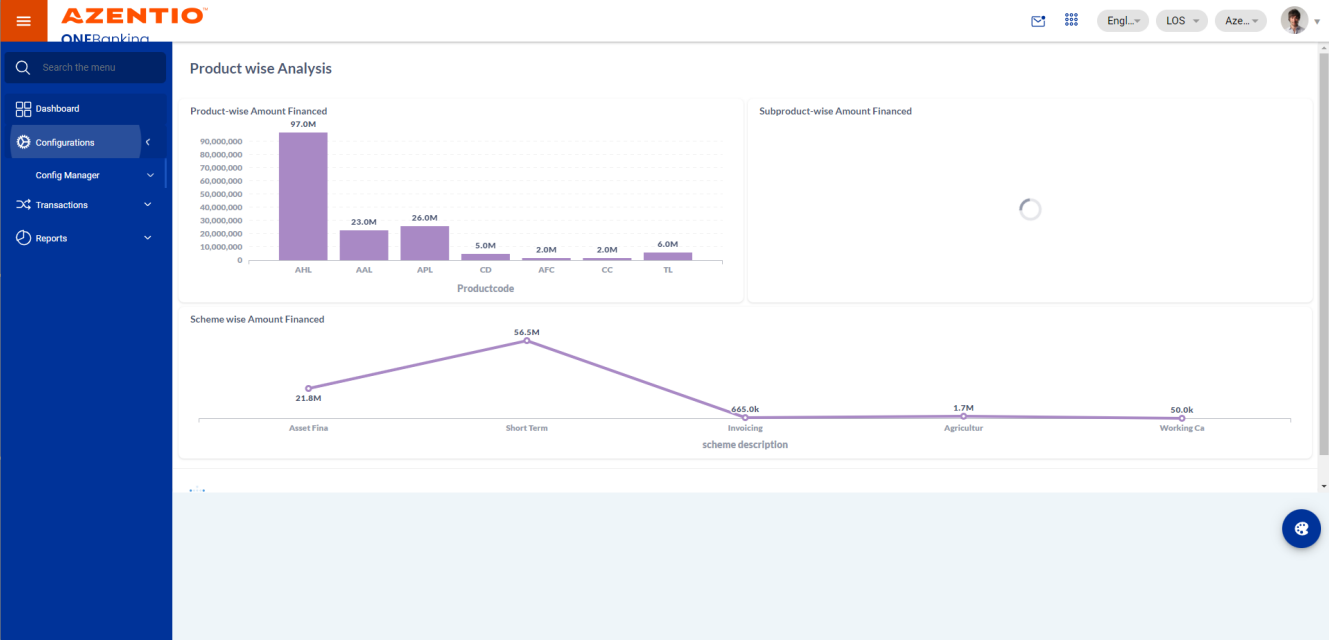 AZENTIO™
ONEBanking
Engl...
LOS
Aze...
Search the menu
Dashboard
Configurations
Config Manager
Transactions
Reports
Product wise Analysis
Product-wise Amount Financed
97.0M
90,000,000
80,000,000
70,000,000
60,000,000
50,000,000
40,000,000
30,000,000
20,000,000
10,000,000
0
23.0M
26.0M
5.0M
2.0M
2.0M
6.0M
AHL AAL APL CD AFC CC TL
Productcode
Subproduct-wise Amount Financed
Scheme wise Amount Financed
21.8M
56.5M
665.0k
1.7M
50.0k
Asset Fina Short Term Invoicing Agricultur Working Ca
scheme description